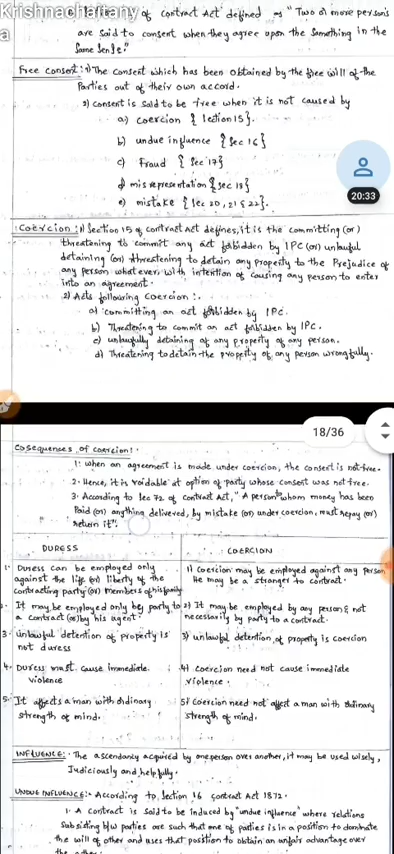 Krishnachaitany
a
of contract Act defined as "Two or more persons
are said to consent when they agree upon the something in the
same sense"
Free consent: 1) The consent which has been obtained by the free will of the
Parties out of their own accord.
2) consent is said to be free when it is not caused by
a) coercion { Section 15 }
b) undue influence { Sec 16 }
c) Fraud { Sec 17 }
d) misrepresentation { Sec 18 }
e) mistake { Sec 20, 21 & 22 }.
20:33
Coercion: 1) Section 15 of contract Act defines, it is the committing (or)
threatening to commit any act forbidden by IPC (or) unlawful
detaining (or) threatening to detain any property to the Prejudice of
any person whatever, with intention of causing any person to enter
into an agreement.
2) Acts following Coercion :-
a) committing an act forbidden by IPC.
b) Threatening to commit an act forbidden by IPC.
c) unlawfully detaining of any property of any person.
d) Threatening to detain the property of any person wrongfully.
18/36
Cosequences of coercion:
1. when an agreement is made under coercion, the consent is not free.
2. Hence, it is voidable at option of party whose consent was not free.
3. According to Sec 72 of contract Act, "A person to whom money has been
Paid (or) anything delivered, by mistake (or) under coercion, must repay (or)
return it".
DURESS
COERCION
1. Duress can be employed only
against the life (or) liberty of the
contracting party (or) members of his family
1) coercion may be employed against any person
He may be a stranger to contract.
It may be employed only by party to
a contract (or) by his agent
2) It may be employed by any person & not
necessarily by party to a contract.
3. unlawful detention of property is
not duress
3) unlawful detention of property is coercion
4. Duress must cause immediate
violence
4) Coercion need not cause immediate
violence.
5. It affects a man with ordinary
strength of mind.
5) Coercion need not affect a man with ordinary
strength of mind.
INFLUENCE:- The ascendancy acquired by one person over another, it may be used wisely,
Judiciously and helpfully.
UNDUE INFLUENCE:- According to Section 16 contract Act 1872.
1. A contract is said to be induced by "undue influence" where relations
Subsisting b/w parties are such that one of parties is in a position to dominate
the will of other and uses that position to obtain an unfair advantage over
the other